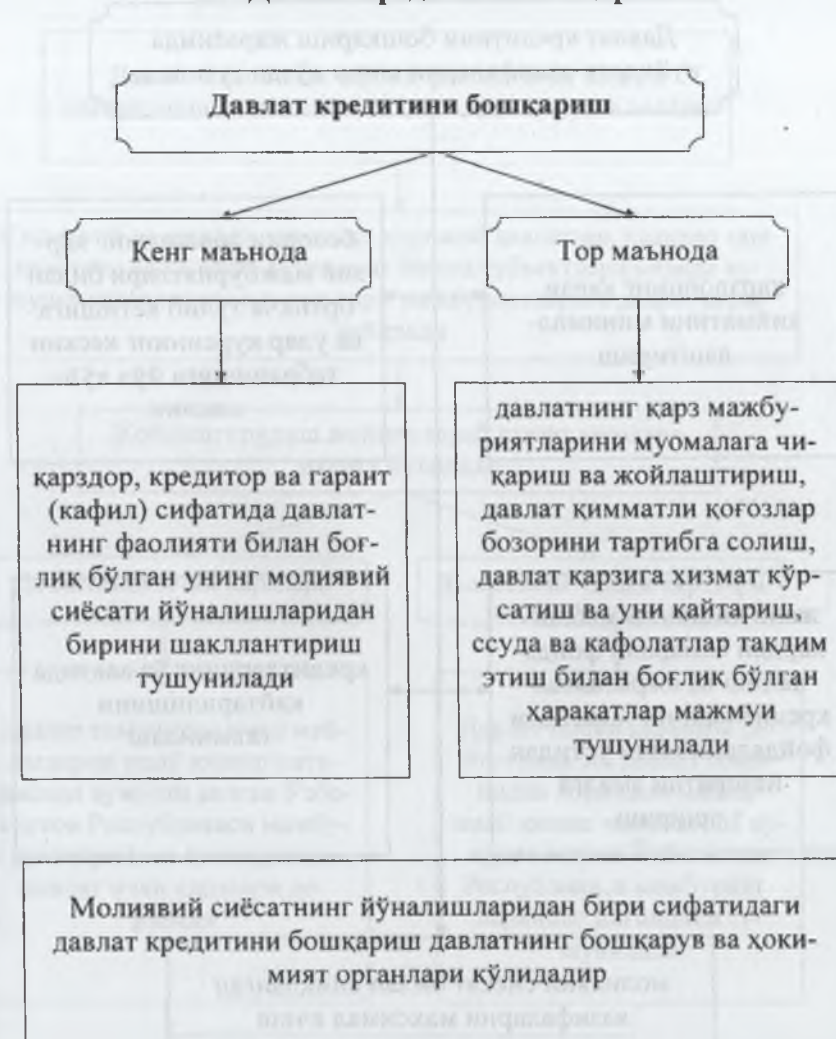 Давлат кредитини бошқариш
Кенг маънода
Тор маънода
қарздор, кредитор ва гарант
(кафил) сифатида давлат-
нинг фаолияти билан боғ-
лиқ бўлган унинг молиявий
сиёсати йўналишларидан
бирини шакллантириш
тушунилади
давлатнинг қарз мажбу-
риятларини муомалага чи-
қариш ва жойлаштириш,
давлат қимматли қоғозлар
бозорини тартибга солиш,
давлат қарзига хизмат кўр-
сатиш ва уни қайтариш,
ссуда ва кафолатлар тақдим
этиш билан боғлиқ бўлган
ҳаракатлар мажмуи
тушунилади
Молиявий сиёсатнинг йўналишларидан бири сифатидаги
давлат кредитини бошқариш давлатнинг бошқарув ва ҳоки-
мият органлари қўлидадир